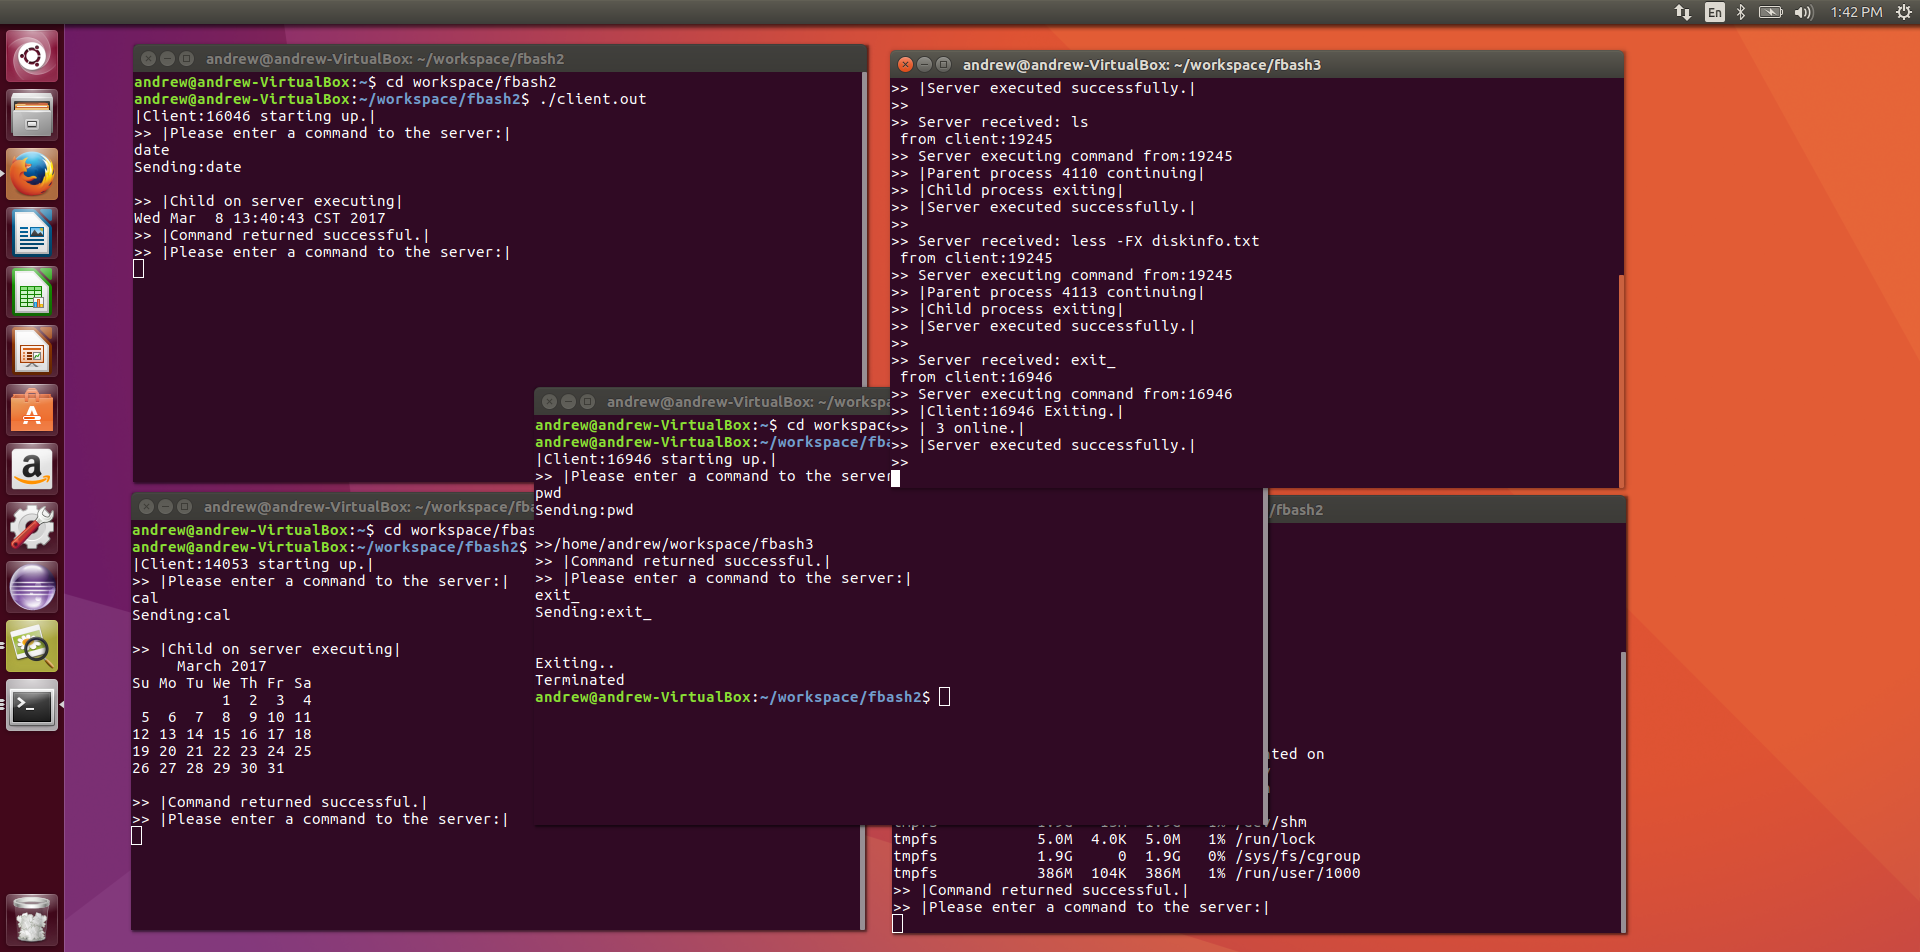 En
1:42 PM
andrew@andrew-VirtualBox: ~/workspace/fbash2
andrew@andrew-VirtualBox:~$ cd workspace/fbash2
andrew@andrew-VirtualBox:~/workspace/fbash2$ ./client.out
|Client:16046 starting up.|
>> |Please enter a command to the server:|
date
Sending:date
>> |Child on server executing|
Wed Mar  8 13:40:43 CST 2017
>> |Command returned successful.|
>> |Please enter a command to the server:|
andrew@andrew-VirtualBox: ~/workspace/fbash3
>> |Server executed successfully.|
>>
>> Server received: ls
 from client:19245
>> Server executing command from:19245
>> |Parent process 4110 continuing|
>> |Child process exiting|
>> |Server executed successfully.|
>>
>> Server received: less -FX diskinfo.txt
 from client:19245
>> Server executing command from:19245
>> |Parent process 4113 continuing|
>> |Child process exiting|
>> |Server executed successfully.|
>>
>> Server received: exit_
 from client:16946
>> Server executing command from:16946
>> |Client:16946 Exiting.|
>> | 3 online.|
>> |Server executed successfully.|
>>
andrew@andrew-VirtualBox: ~/workspa
andrew@andrew-VirtualBox:~$ cd workspace
andrew@andrew-VirtualBox:~/workspace/fba
|Client:16946 starting up.|
>> |Please enter a command to the server
pwd
Sending:pwd
>>/home/andrew/workspace/fbash3
>> |Command returned successful.|
>> |Please enter a command to the server:|
exit_
Sending:exit_
Exiting..
Terminated
andrew@andrew-VirtualBox:~/workspace/fbash2$
andrew@andrew-VirtualBox: ~/workspace/fba
andrew@andrew-VirtualBox:~$ cd workspace/fbas
andrew@andrew-VirtualBox:~/workspace/fbash2$
|Client:14053 starting up.|
>> |Please enter a command to the server:|
cal
Sending:cal
>> |Child on server executing|
     March 2017
Su Mo Tu We Th Fr Sa
          1  2  3  4
 5  6  7  8  9 10 11
12 13 14 15 16 17 18
19 20 21 22 23 24 25
26 27 28 29 30 31
>> |Command returned successful.|
>> |Please enter a command to the server:|
/fbash2
ted on
/shm
tmpfs           5.0M  4.0K  5.0M   1% /run/lock
tmpfs           1.9G     0  1.9G   0% /sys/fs/cgroup
tmpfs           386M  104K  386M   1% /run/user/1000
>> |Command returned successful.|
>> |Please enter a command to the server:|